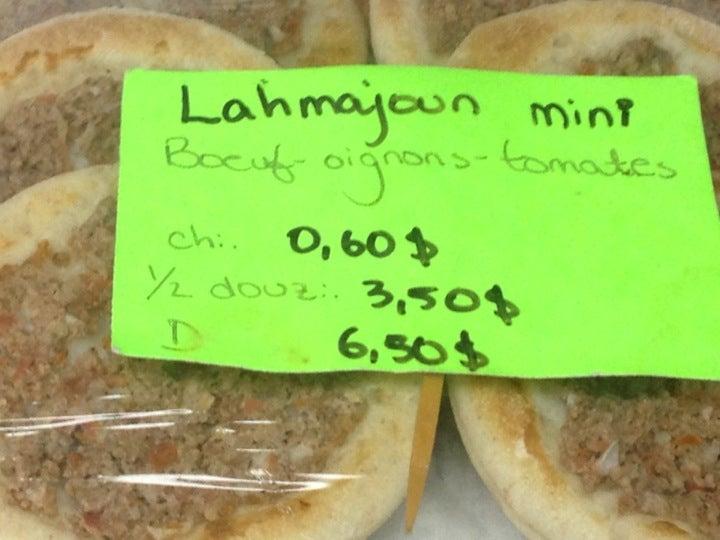 Lahmajoun mini
Boeuf-oignons-tomates
ch:. 0,60$
1/2 douz:. 3,50$
D 6,50$